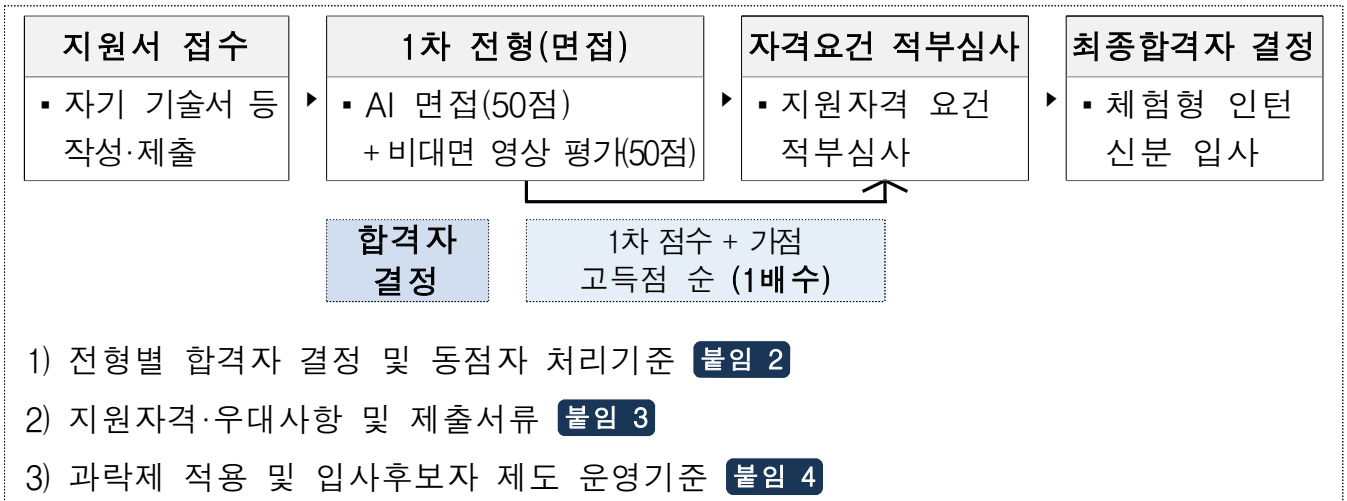 지원서 접수
▪ 자기 기술서 등
작성·제출
▶
1차 전형(면접)
▪ AI 면접(50점)
+ 비대면 영상 평가(50점)
▶
자격요건 적부심사
▪ 지원자격 요건
적부심사
▶
최종합격자 결정
▪ 체험형 인턴
신분 입사
합격자
결정
1차 점수 + 가점
고득점 순 (1배수)
1) 전형별 합격자 결정 및 동점자 처리기준 붙임 2
2) 지원자격·우대사항 및 제출서류 붙임 3
3) 과락제 적용 및 입사후보자 제도 운영기준 붙임 4